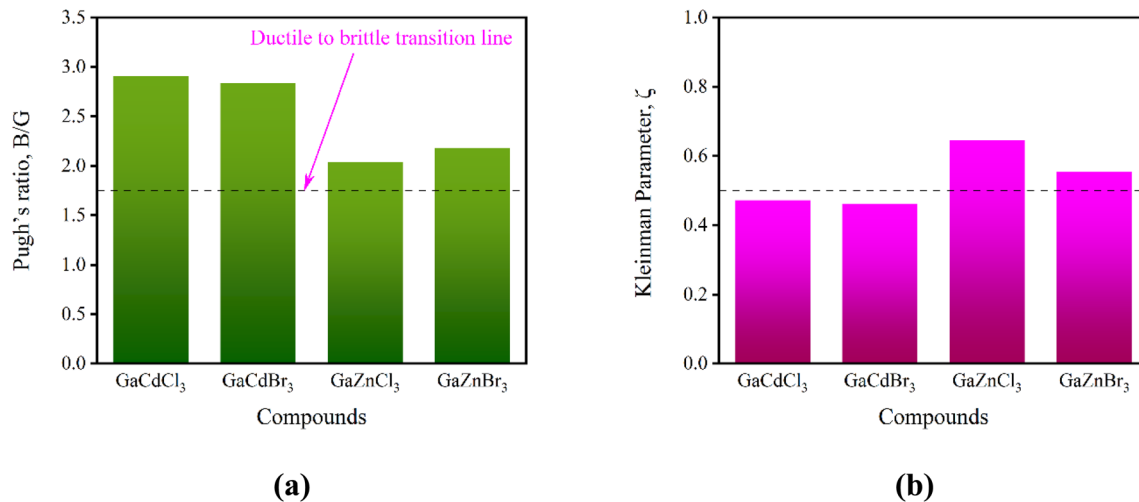 3.5
3.0
2.5
2.0
1.5
1.0
0.5
0.0
Pugh's ratio, B/G
Ductile to brittle transition line
GaCdCl₃ GaCdBr₃ GaZnCl₃ GaZnBr₃
Compounds
(a)
1.0
0.8
0.6
0.4
0.2
0.0
Kleinman Parameter, ζ
GaCdCl₃ GaCdBr₃ GaZnCl₃ GaZnBr₃
Compounds
(b)